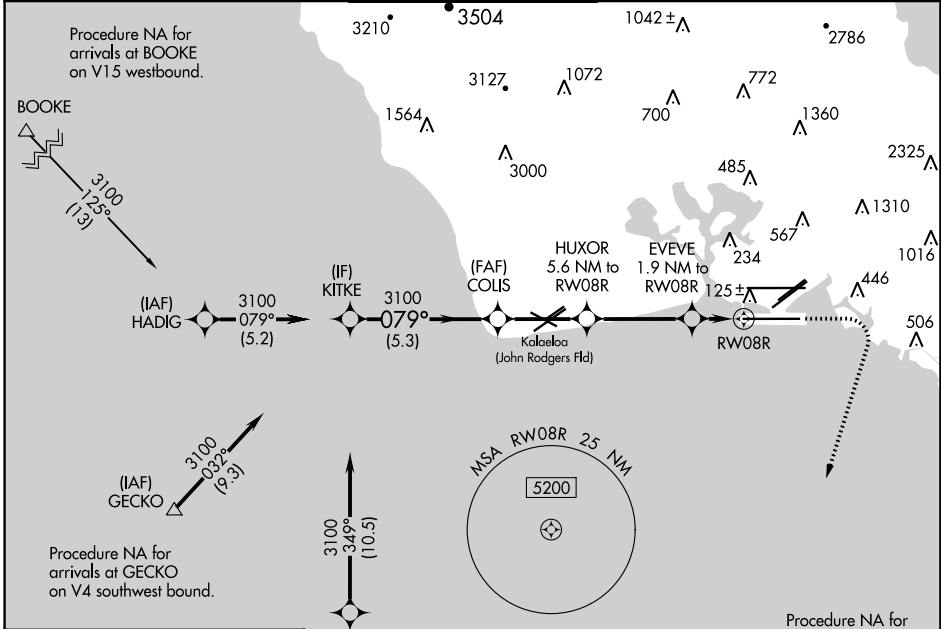 Procedure NA for
arrivals at BOOKE
on V15 westbound.
3210
3504
1042 ±
2786
BOOKE
3127
1072
772
700
1564
1360
3000
2325
485
3100
125°
(13)
1310
567
234
1016
(IAF)
HADIG
3100
079°
(5.2)
(IF)
KITKE
3100
079°
(5.3)
(FAF)
COLIS
HUXOR
5.6 NM to
RW08R
EVEVE
1.9 NM to
RW08R
125 ±
446
Kalaeloa
(John Rodgers Fld)
RW08R
506
3100
032°
(9.3)
(IAF)
GECKO
MSA RW08R 25 NM
5200
3100
349°
(10.5)
Procedure NA for
arrivals at GECKO
on V4 southwest bound.
Procedure NA for